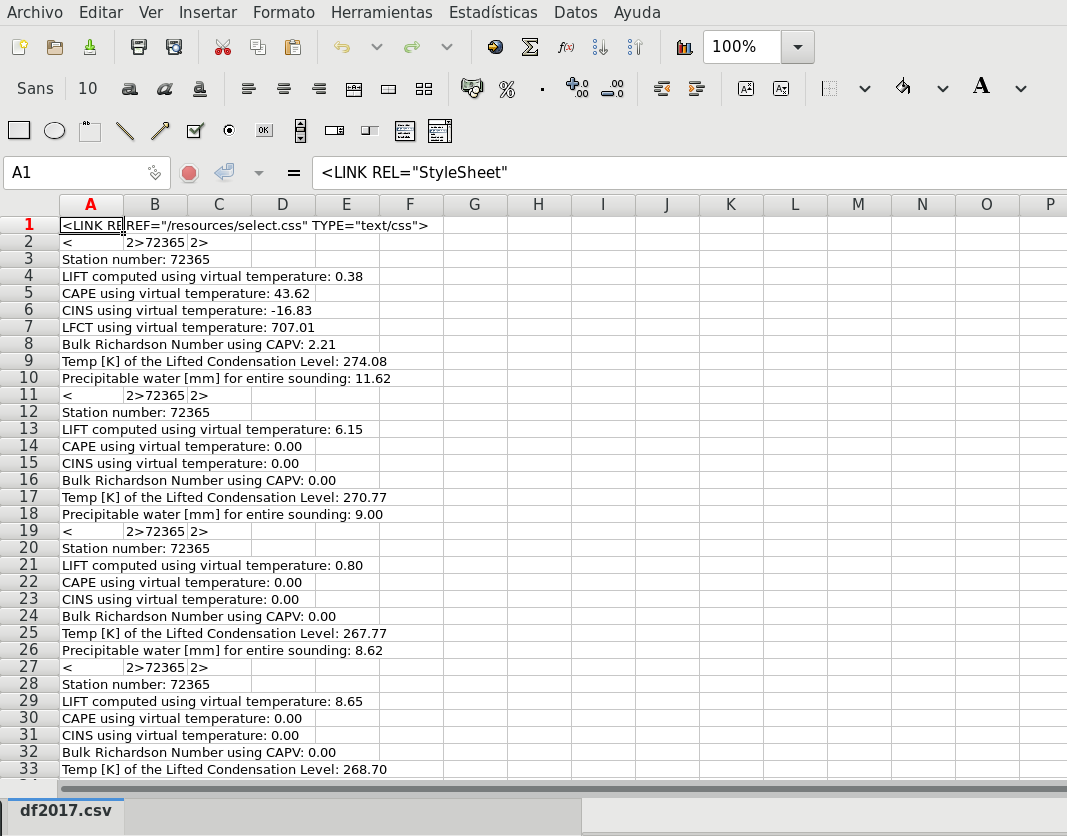 Archivo Editar Ver Insertar Formato Herramientas Estadísticas Datos Ayuda
f(x) 100%
Sans 10 a a a % .00 .00 A
ab OK
A1 = <LINK REL="StyleSheet"
A B C D E F G H I J K L M N O P
1 <LINK RE REF="/resources/select.css" TYPE="text/css">
2 < 2>72365 2>
3 Station number: 72365
4 LIFT computed using virtual temperature: 0.38
5 CAPE using virtual temperature: 43.62
6 CINS using virtual temperature: -16.83
7 LFCT using virtual temperature: 707.01
8 Bulk Richardson Number using CAPV: 2.21
9 Temp [K] of the Lifted Condensation Level: 274.08
10 Precipitable water [mm] for entire sounding: 11.62
11 < 2>72365 2>
12 Station number: 72365
13 LIFT computed using virtual temperature: 6.15
14 CAPE using virtual temperature: 0.00
15 CINS using virtual temperature: 0.00
16 Bulk Richardson Number using CAPV: 0.00
17 Temp [K] of the Lifted Condensation Level: 270.77
18 Precipitable water [mm] for entire sounding: 9.00
19 < 2>72365 2>
20 Station number: 72365
21 LIFT computed using virtual temperature: 0.80
22 CAPE using virtual temperature: 0.00
23 CINS using virtual temperature: 0.00
24 Bulk Richardson Number using CAPV: 0.00
25 Temp [K] of the Lifted Condensation Level: 267.77
26 Precipitable water [mm] for entire sounding: 8.62
27 < 2>72365 2>
28 Station number: 72365
29 LIFT computed using virtual temperature: 8.65
30 CAPE using virtual temperature: 0.00
31 CINS using virtual temperature: 0.00
32 Bulk Richardson Number using CAPV: 0.00
33 Temp [K] of the Lifted Condensation Level: 268.70
df2017.csv